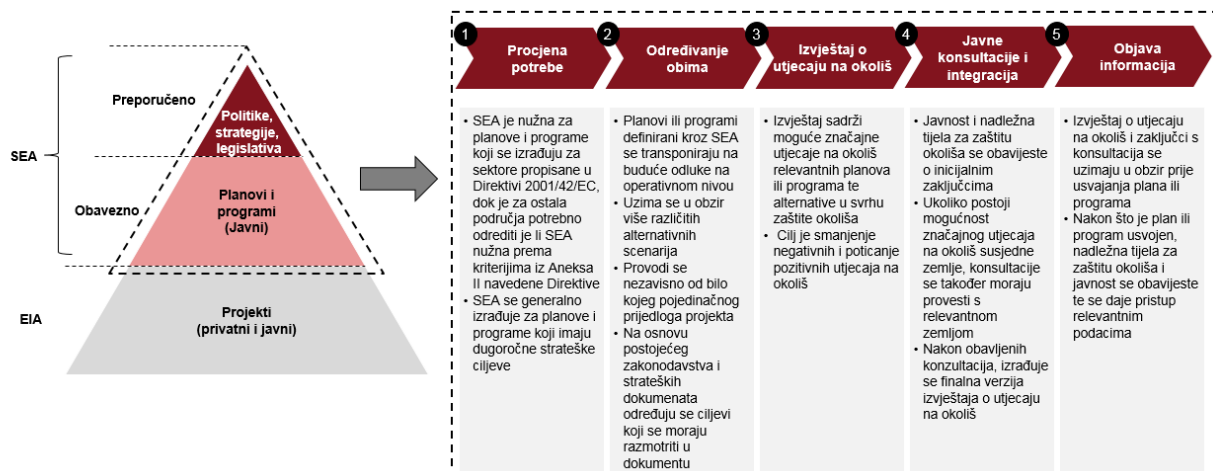 SEA
Preporučeno
Obavezno
EIA
Politike,
strategije,
legislativa
Planovi i
programi
(Javni)
Projekti
(privatni i javni)
1
Procjena
potrebe
• SEA je nužna za
planove i programe
koji se izrađuju za
sektore propisane u
Direktivi 2001/42/EC,
dok je za ostala
područja potrebno
odrediti je li SEA
nužna prema
kriterijima iz Aneksa
II navedene Direktive
• SEA se generalno
izrađuje za planove i
programe koji imaju
dugoročne strateške
ciljeve
2
Određivanje
obima
• Planovi ili programi
definirani kroz SEA
se transponiraju na
buduće odluke na
operativnom nivou
• Uzima se u obzir
više različitih
alternativnih
scenarija
• Provodi se
nezavisno od bilo
kojeg pojedinačnog
prijedloga projekta
• Na osnovu
postojećeg
zakonodavstva i
strateških
dokumenata
određuju se ciljevi
koji se moraju
razmotriti u
dokumentu
3
Izvještaj o
utjecaju na okoliš
• Izvještaj sadrži
moguće značajne
utjecaje na okoliš
relevantnih planova
ili programa te
alternative u svrhu
zaštite okoliša
• Cilj je smanjenje
negativnih i poticanje
pozitivnih utjecaja na
okoliš
4
Javne
konsultacije i
integracija
• Javnost i nadležna
tijela za zaštitu
okoliša se obavijeste
o inicijalnim
zaključcima
• Ukoliko postoji
mogućnost
značajnog utjecaja
na okoliš susjedne
zemlje, konsultacije
se također moraju
provesti s
relevantnom
zemljom
• Nakon obavljenih
konzultacija, izrađuje
se finalna verzija
izvještaja o utjecaju
na okoliš
5
Objava
informacija
• Izvještaj o utjecaju
na okoliš i zaključci s
konsultacija se
uzimaju u obzir prije
usvajanja plana ili
programa
• Nakon što je plan ili
program usvojen,
nadležna tijela za
zaštitu okoliša i
javnost se obavijeste
te se daje pristup
relevantnim
podacima